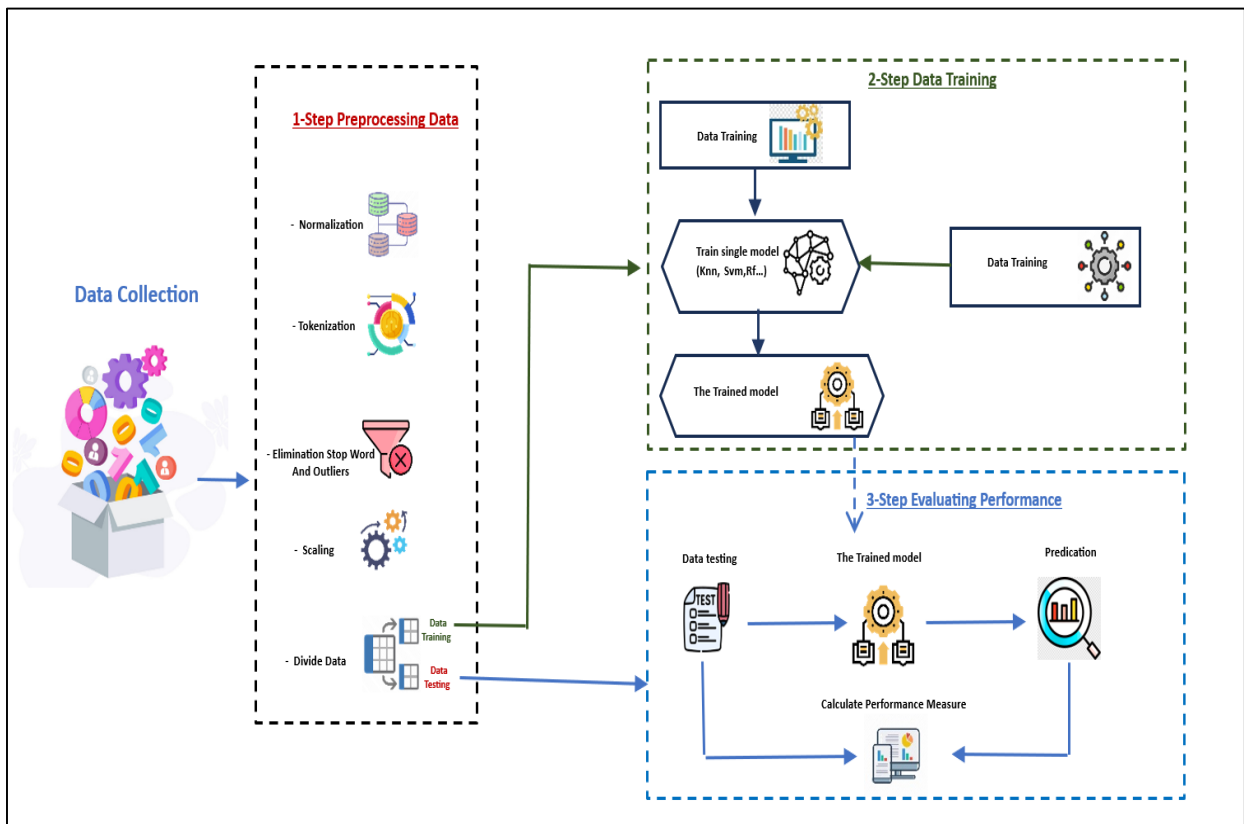 Data Collection
1-Step Preprocessing Data
- Normalization
- Tokenization
- Elimination Stop Word
And Outliers
- Scaling
- Divide Data
Data
Training
Data
Testing
2-Step Data Training
Data Training
Train single model
(Knn, Svm,Rf...)
Data Training
The Trained model
3-Step Evaluating Performance
Data testing
The Trained model
Predication
TEST
Calculate Performance Measure